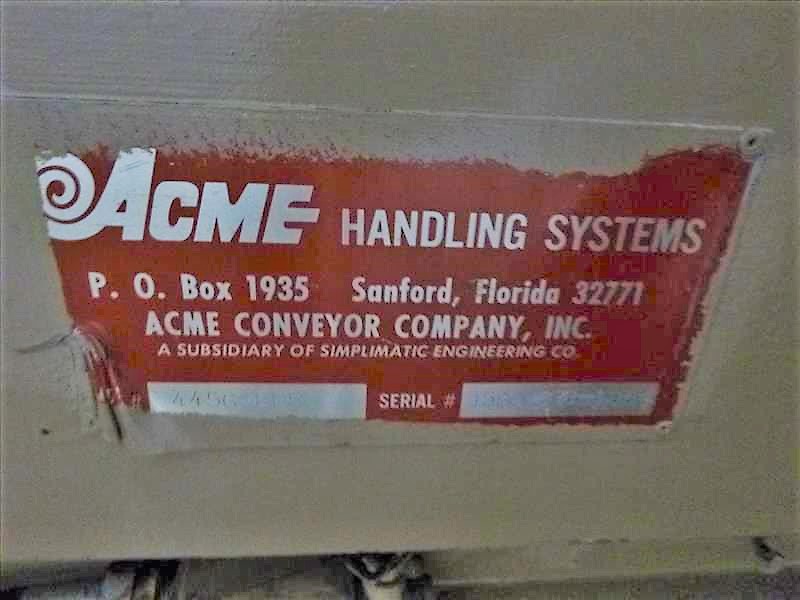 ACME HANDLING SYSTEMS
P. O. Box 1935 Sanford, Florida 32771
ACME CONVEYOR COMPANY, INC.
A SUBSIDIARY OF SIMPLIMATIC ENGINEERING CO.
# SERIAL #